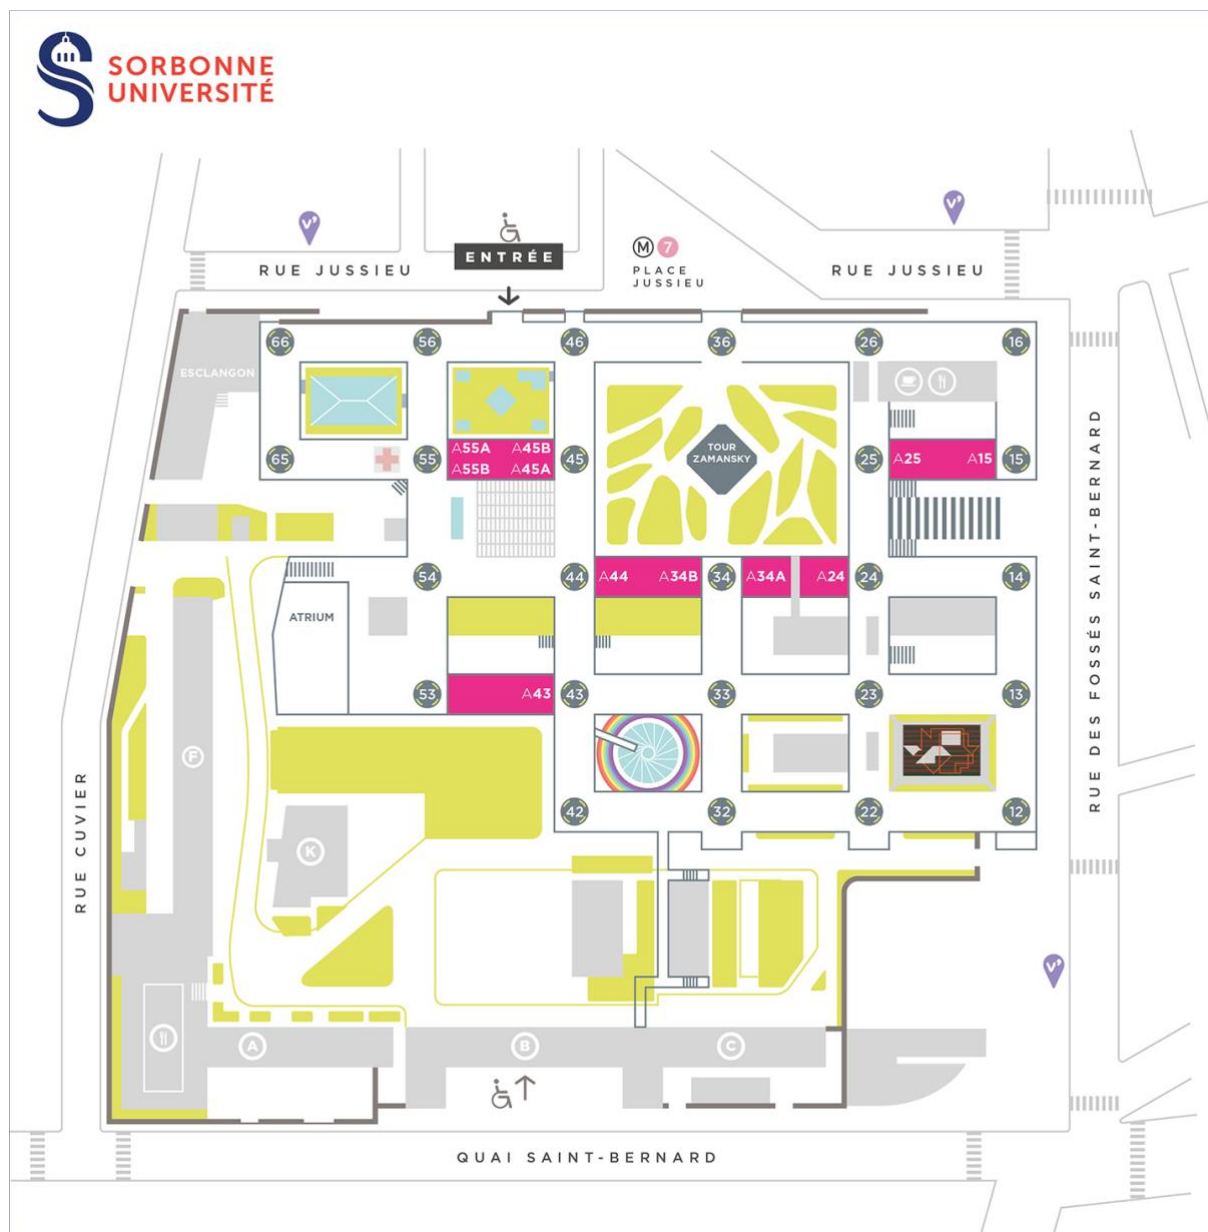 SORBONNE
UNIVERSITÉ
V'
V'
ENTRÉE
M 7
RUE JUSSIEU
PLACE
JUSSIEU
RUE JUSSIEU
66 56 46 36 26 16
ESCLANGON
TOUR
ZAMANSKY
65 55 A55A A45B 45 25 A25 A15 15
A55B A45A
RUE DES FOSSÉS SAINT-BERNARD
54 44 A44 A34B 34 A34A A24 24 14
ATRIUM
53 A43 43 33 23 13
F
42 32 22 12
K
RUE CUVIER
V'
A B C
QUAI SAINT-BERNARD